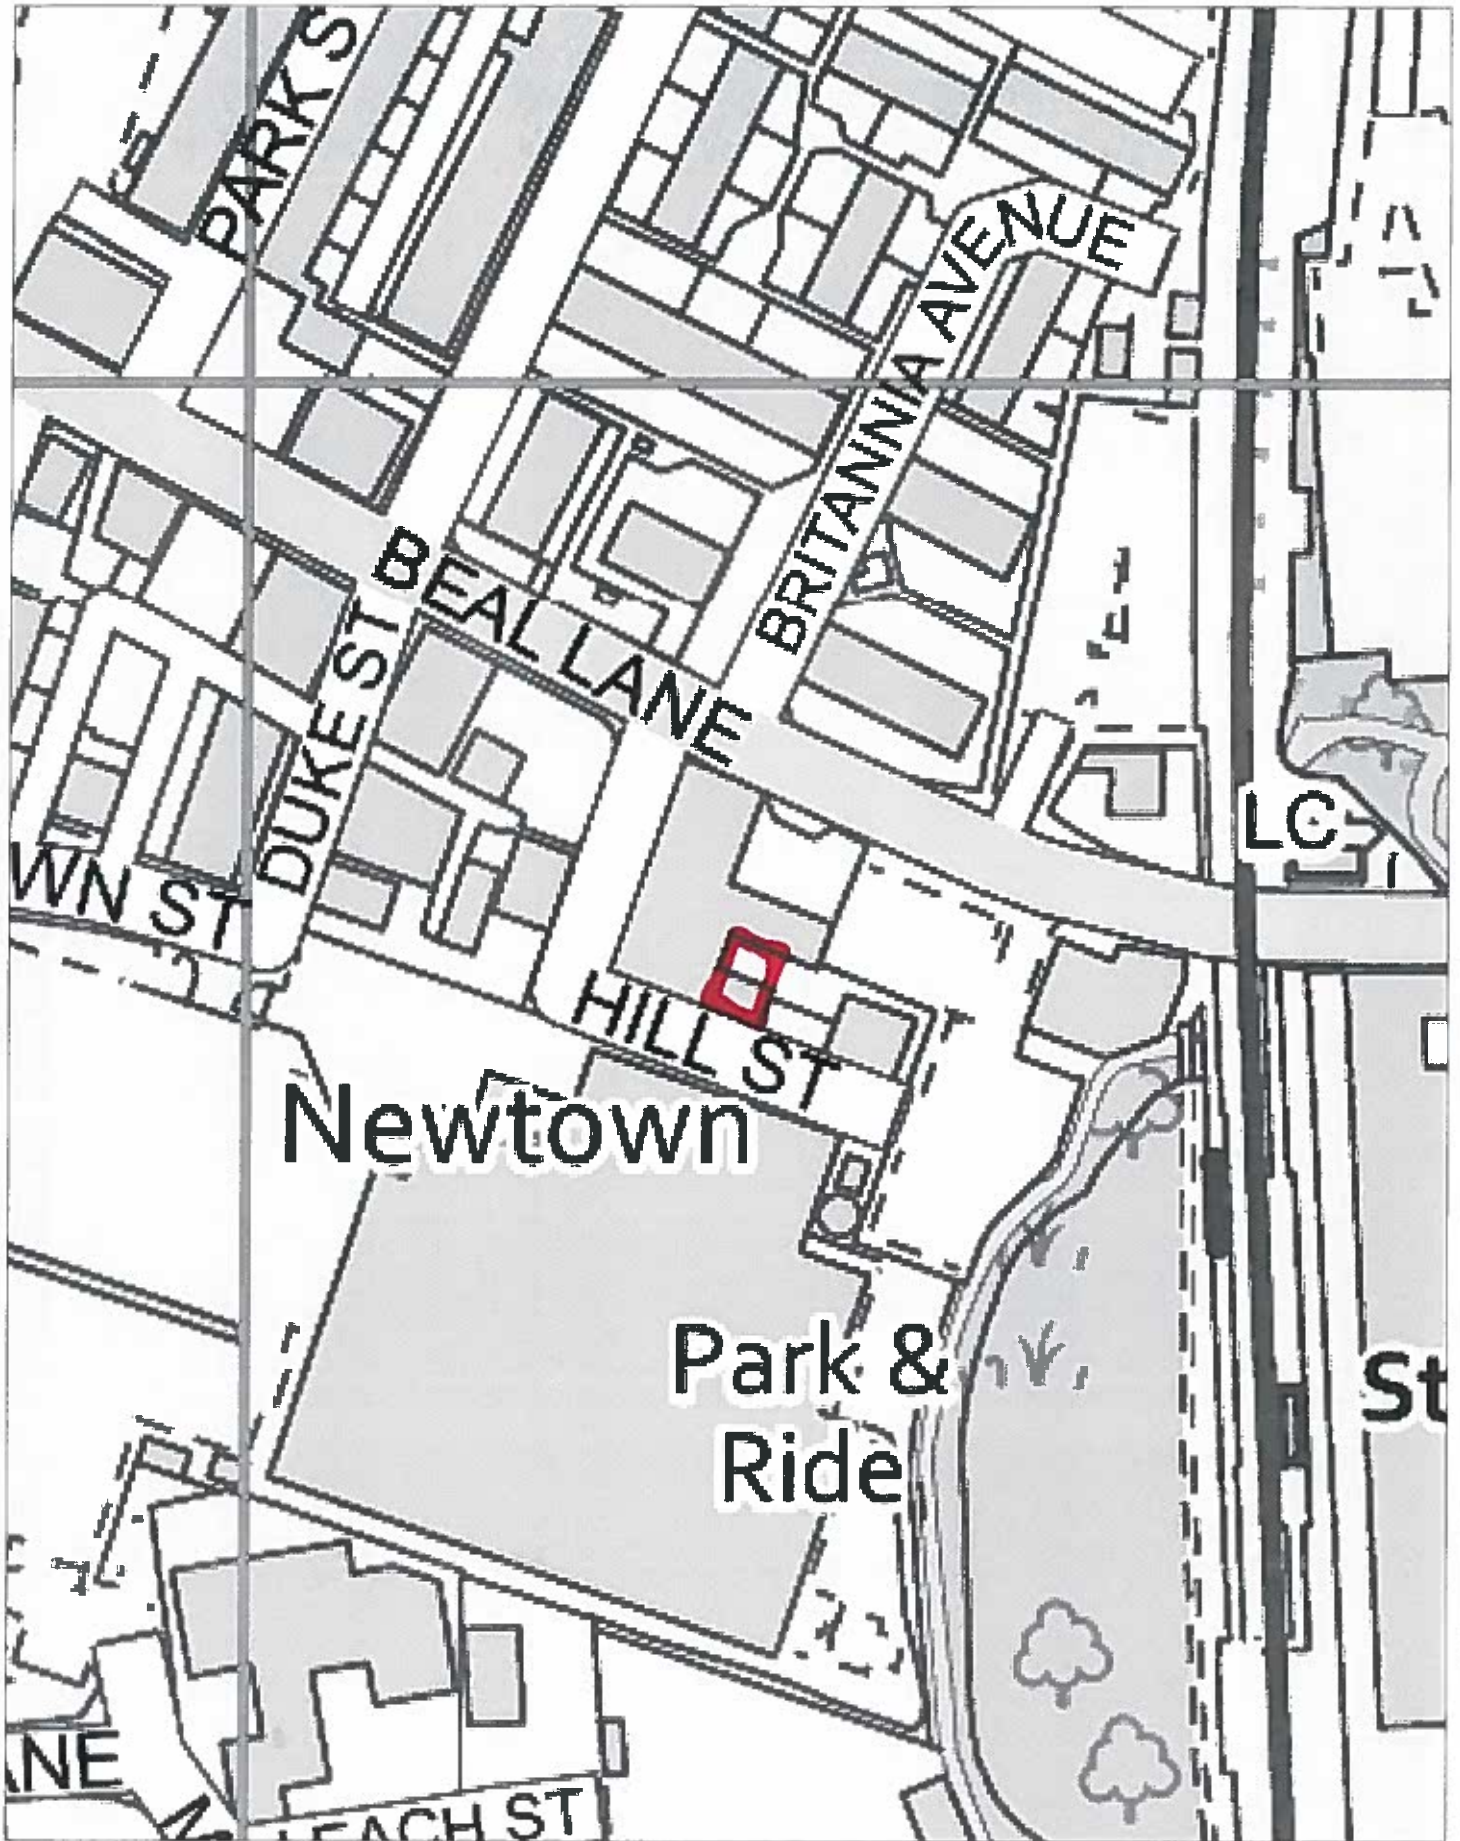 PARK S
BRITANNIA AVENUE
BEAL LANE
DUKE ST
LC
WN ST
HILL ST
Newtown
Park &
Ride
St
ANE
LEACH ST